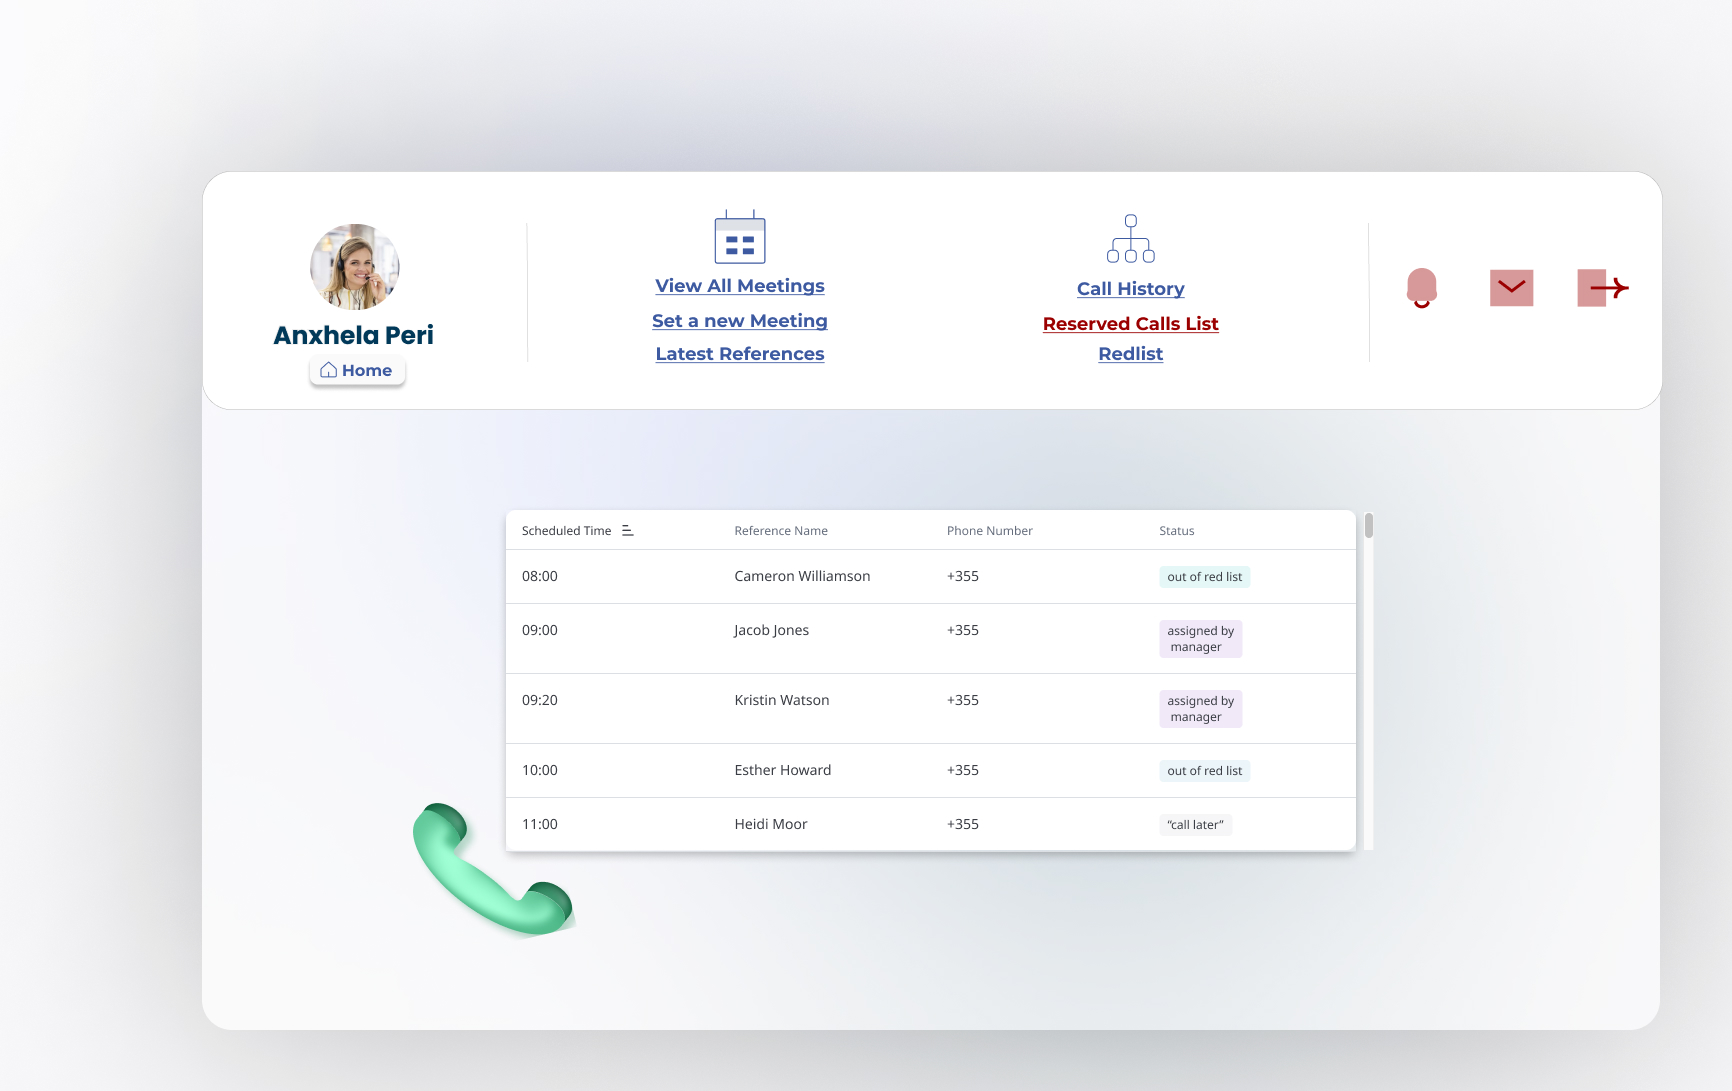 Anxhela Peri
Home
View All Meetings
Set a new Meeting
Latest References
Call History
Reserved Calls List
Redlist
Scheduled Time Reference Name Phone Number Status
08:00 Cameron Williamson +355 out of red list
09:00 Jacob Jones +355 assigned by
manager
09:20 Kristin Watson +355 assigned by
manager
10:00 Esther Howard +355 out of red list
11:00 Heidi Moor +355 “call later”